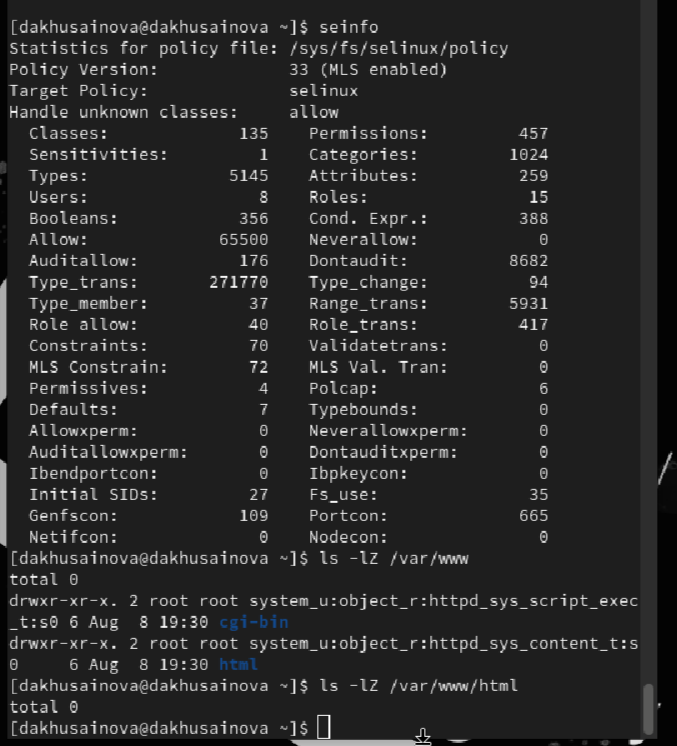 [dakhusainova@dakhusainova ~]$ seinfo
Statistics for policy file: /sys/fs/selinux/policy
Policy Version:             33 (MLS enabled)
Target Policy:              selinux
Handle unknown classes:     allow
  Classes:             135    Permissions:         457
  Sensitivities:         1    Categories:         1024
  Types:              5145    Attributes:          259
  Users:                 8    Roles:                15
  Booleans:            356    Cond. Expr.:         388
  Allow:             65500    Neverallow:            0
  Auditallow:          176    Dontaudit:          8682
  Type_trans:       271770    Type_change:          94
  Type_member:          37    Range_trans:        5931
  Role allow:           40    Role_trans:          417
  Constraints:          70    Validatetrans:         0
  MLS Constrain:        72    MLS Val. Tran:         0
  Permissives:           4    Polcap:                6
  Defaults:              7    Typebounds:            0
  Allowxperm:            0    Neverallowxperm:       0
  Auditallowxperm:       0    Dontauditxperm:        0
  Ibendportcon:          0    Ibpkeycon:             0
  Initial SIDs:         27    Fs_use:               35
  Genfscon:            109    Portcon:             665
  Netifcon:              0    Nodecon:               0
[dakhusainova@dakhusainova ~]$ ls -lZ /var/www
total 0
drwxr-xr-x. 2 root root system_u:object_r:httpd_sys_script_exec
_t:s0 6 Aug  8 19:30 cgi-bin
drwxr-xr-x. 2 root root system_u:object_r:httpd_sys_content_t:s
0     6 Aug  8 19:30 html
[dakhusainova@dakhusainova ~]$ ls -lZ /var/www/html
total 0
[dakhusainova@dakhusainova ~]$